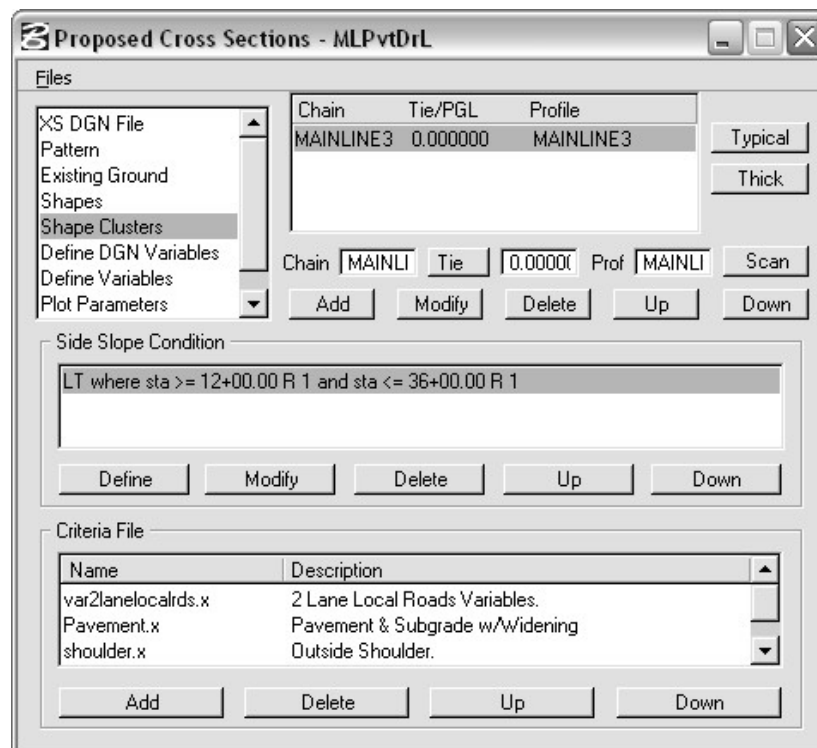 Proposed Cross Sections - MLPvtDrL
Files
XS DGN File
Pattern
Existing Ground
Shapes
Shape Clusters
Define DGN Variables
Define Variables
Plot Parameters
Chain Tie/PGL Profile
MAINLINE3 0.000000 MAINLINE3
Typical
Thick
Chain MAINLI Tie 0.0000( Prof MAINLI Scan
Add Modify Delete Up Down
Side Slope Condition
LT where sta >= 12+00.00 R 1 and sta <= 36+00.00 R 1
Define Modify Delete Up Down
Criteria File
Name Description
var2lanelocalrds.x 2 Lane Local Roads Variables.
Pavement.x Pavement & Subgrade w/Widening
shoulder.x Outside Shoulder.
Add Delete Up Down